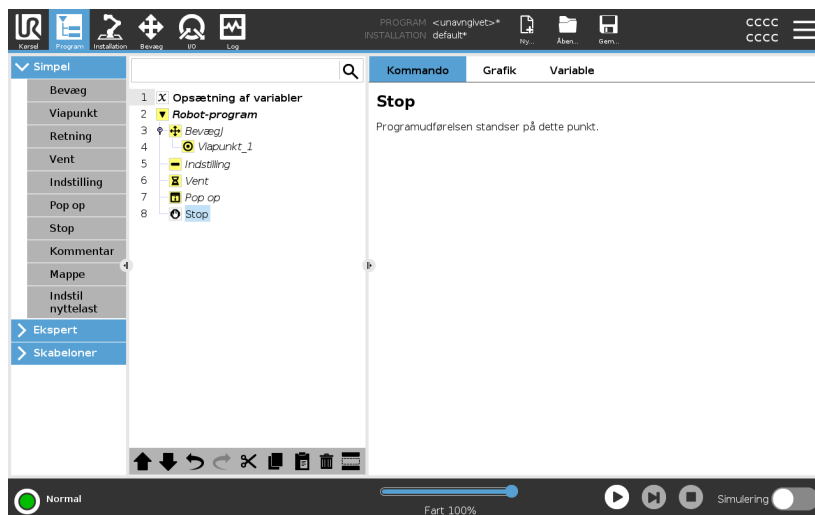 PROGRAM <unavngivet>*
INSTALLATION default*
CCCC
CCCC
Kørsel
Program
Installation
Bevæg
I/O
Log
Ny...
Åben...
Gem...
Simpel
Bevæg
Viapunkt
Retning
Vent
Indstilling
Pop op
Stop
Kommentar
Mappe
Indstil
nyttelast
Ekspert
Skabeloner
1 X Opsætning af variabler
2 Robot-program
3 BevægJ
4 Viapunkt_1
5 Indstilling
6 Vent
7 Pop op
8 Stop
Kommando Grafik Variable
Stop
Programudførelsen standser på dette punkt.
Normal
Fart 100%
Simulering